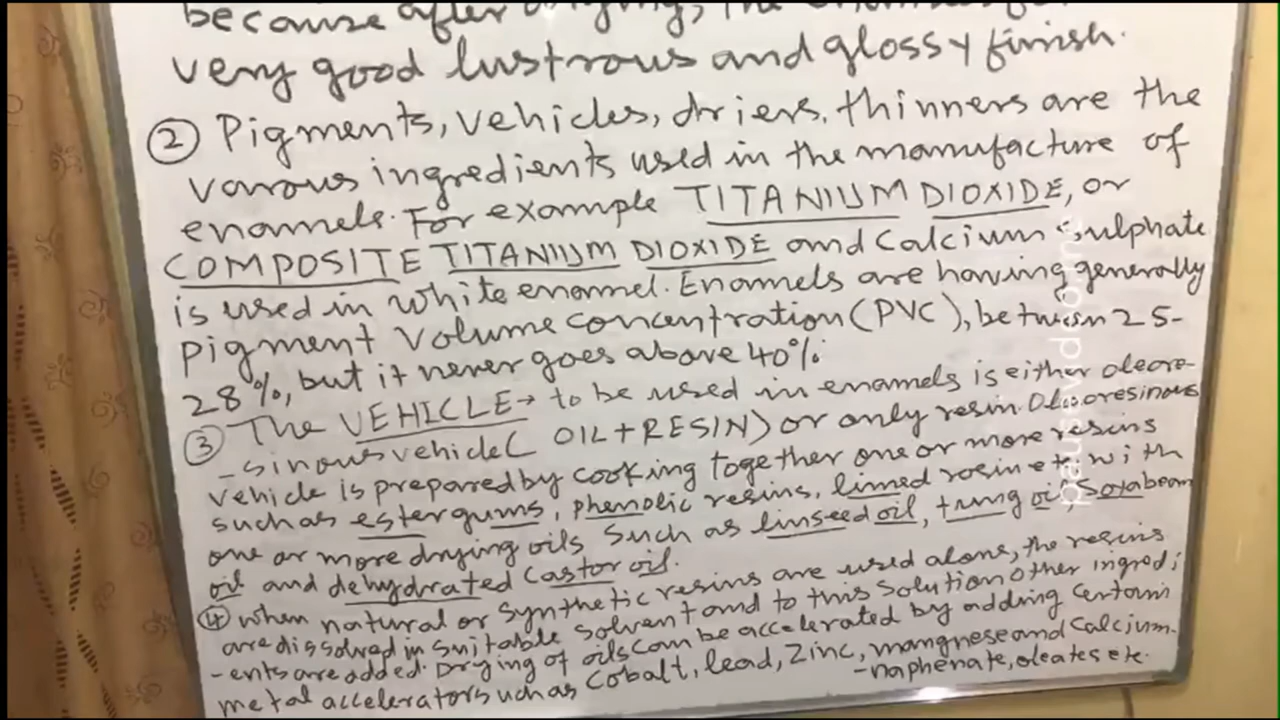 because after drying, the
very good lustrous and glossy finish.
② Pigments, vehicles, driers, thinners are the
various ingredients used in the manufacture of
enamels. For example TITANIUM DIOXIDE, or
COMPOSITE TITANIUM DIOXIDE and Calcium sulphate
is used in white enamel. Enamels are having generally
pigment volume concentration (PVC), between 25-
28%, but it never goes above 40%.
③ The VEHICLE → to be used in enamels is either oleore-
-sinous vehicle (OIL+RESIN) or only resin. Oleoresinous
vehicle is prepared by cooking together one or more resins
such as ester gums, phenolic resins, limed rosin etc with
one or more drying oils such as linseed oil, tung oil, Soyabean
oil and dehydrated Castor oil.
④ When natural or synthetic resins are used alone, the resins
are dissolved in suitable solvent and to this solution other ingredi
-ents are added. Drying of oils can be accelerated by adding certain
metal accelerators such as Cobalt, lead, Zinc, mangnese and Calcium.
-naphenate, oleates etc.